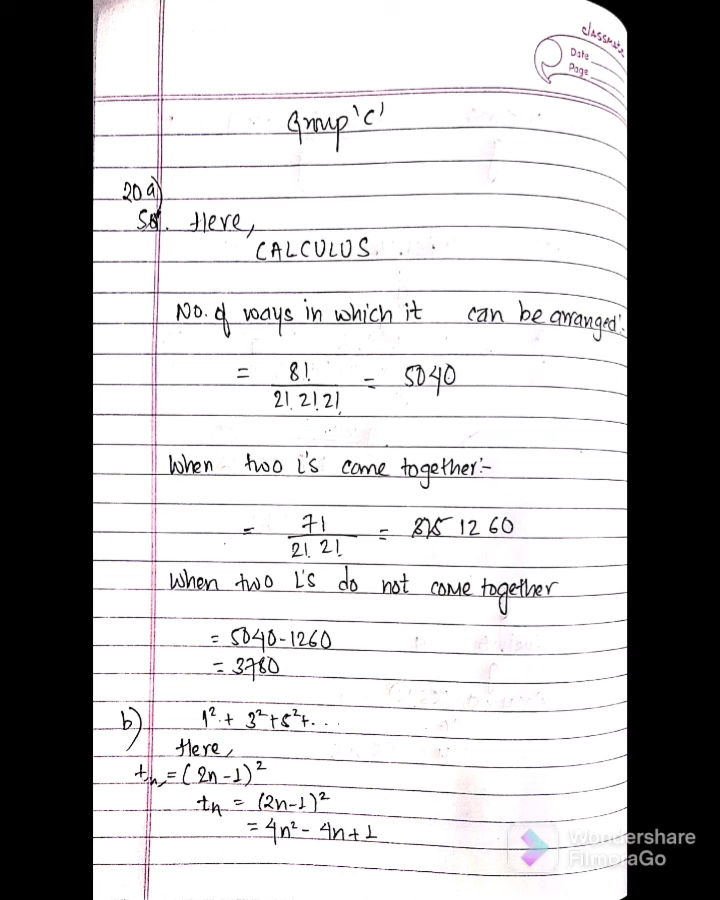 classmate
Date
Page
Group 'C'
20 a)
Solⁿ. Here,
CALCULUS
No. of ways in which it can be arranged:
= 8! / 2! 2! 2! = 5040
When two L's come together:-
= 7! / 2! 2! = 1260
When two L's do not come together
= 5040-1260
= 3780
b) 1² + 3² + 5² + ...
Here,
tn = (2n-1)²
tn = (2n-1)²
= 4n² - 4n + 1
Wondershare
FilmoraGo